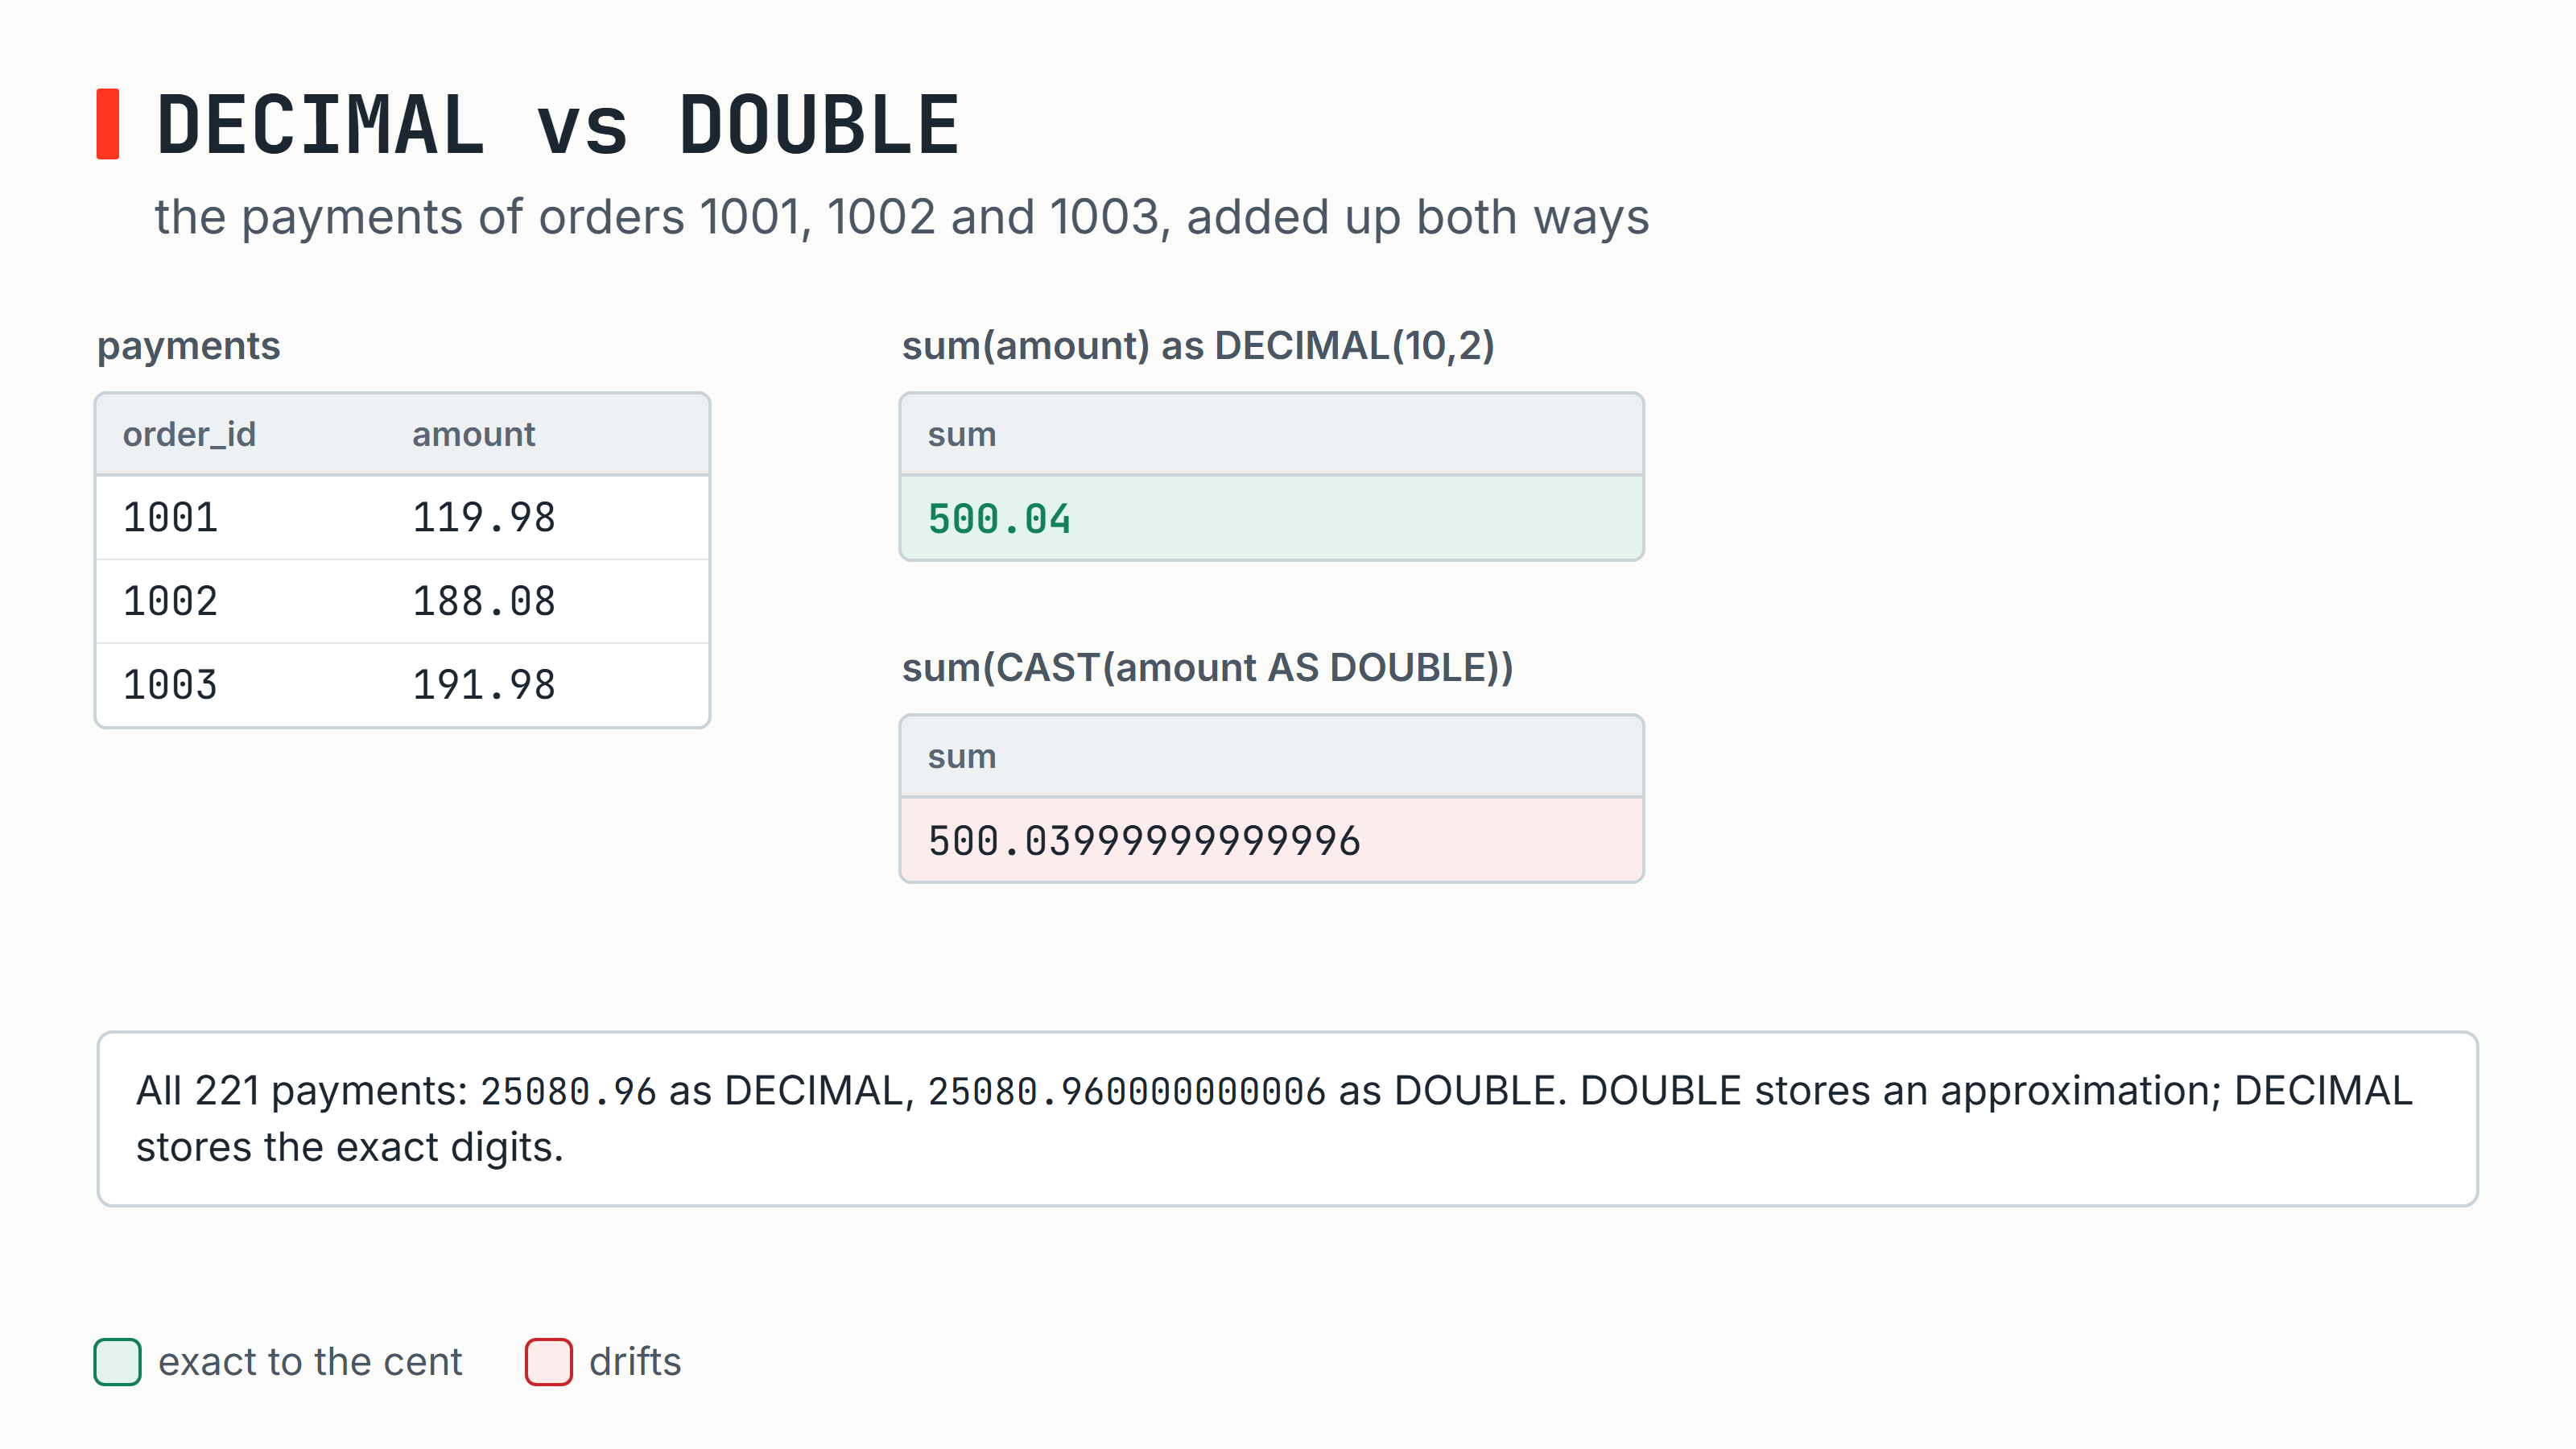 DECIMAL vs DOUBLE
the payments of orders 1001, 1002 and 1003, added up both ways
payments
order_id amount
1001 119.98
1002 188.08
1003 191.98
sum(amount) as DECIMAL(10,2)
sum
500.04
sum(CAST(amount AS DOUBLE))
sum
500.03999999999996
All 221 payments: 25080.96 as DECIMAL, 25080.960000000006 as DOUBLE. DOUBLE stores an approximation; DECIMAL
stores the exact digits.
exact to the cent
drifts